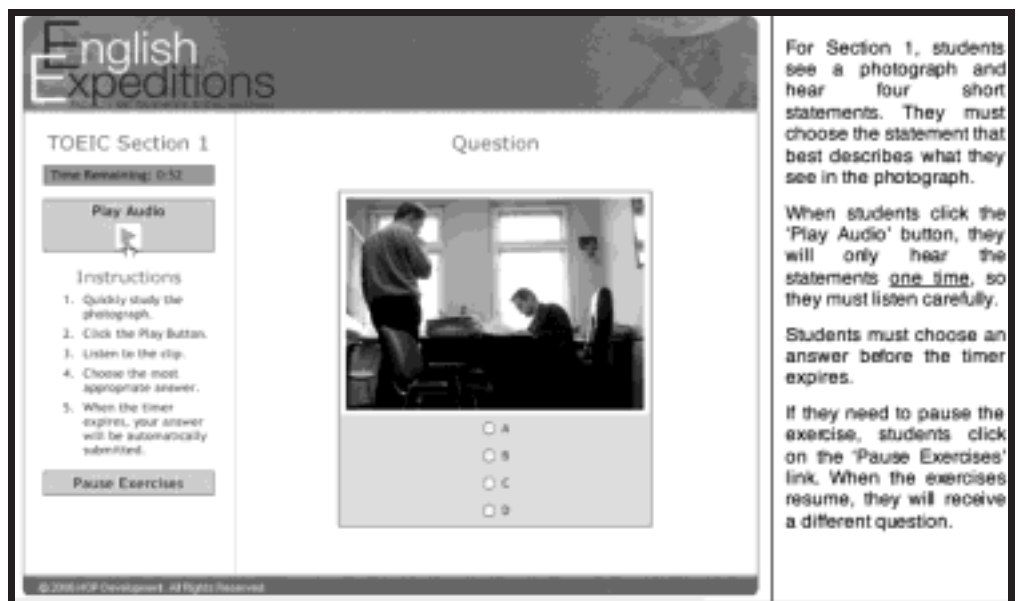 English
Expeditions
TOEIC Section 1
Time Remaining: 0:52
Play Audio
Instructions
1. Quickly study the
photograph.
2. Click the Play Button.
3. Listen to the clip.
4. Choose the most
appropriate answer.
5. When the timer
expires, your answer
will be automatically
submitted.
Pause Exercises
Question
A
B
C
D
© 2006 HOP Development. All Rights Reserved
For Section 1, students
see a photograph and
hear four short
statements. They must
choose the statement that
best describes what they
see in the photograph.
When students click the
'Play Audio' button, they
will only hear the
statements one time, so
they must listen carefully.
Students must choose an
answer before the timer
expires.
If they need to pause the
exercise, students click
on the 'Pause Exercises'
link. When the exercises
resume, they will receive
a different question.